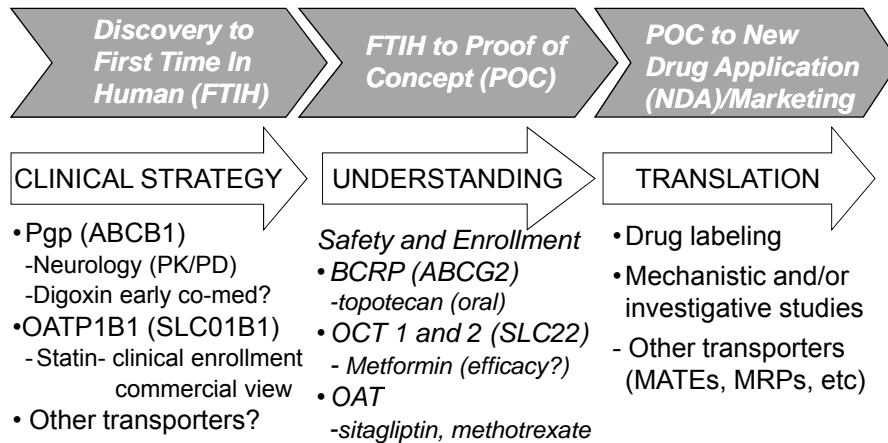 Discovery to
First Time In
Human (FTIH)
FTIH to Proof of
Concept (POC)
POC to New
Drug Application
(NDA)/Marketing
CLINICAL STRATEGY
UNDERSTANDING
TRANSLATION
•Pgp (ABCB1)
-Neurology (PK/PD)
-Digoxin early co-med?
•OATP1B1 (SLC01B1)
-Statin- clinical enrollment
commercial view
• Other transporters?
Safety and Enrollment
•BCRP (ABCG2)
-topotecan (oral)
•OCT 1 and 2 (SLC22)
- Metformin (efficacy?)
•OAT
-sitagliptin, methotrexate
•Drug labeling
•Mechanistic and/or
investigative studies
- Other transporters
(MATEs, MRPs, etc)